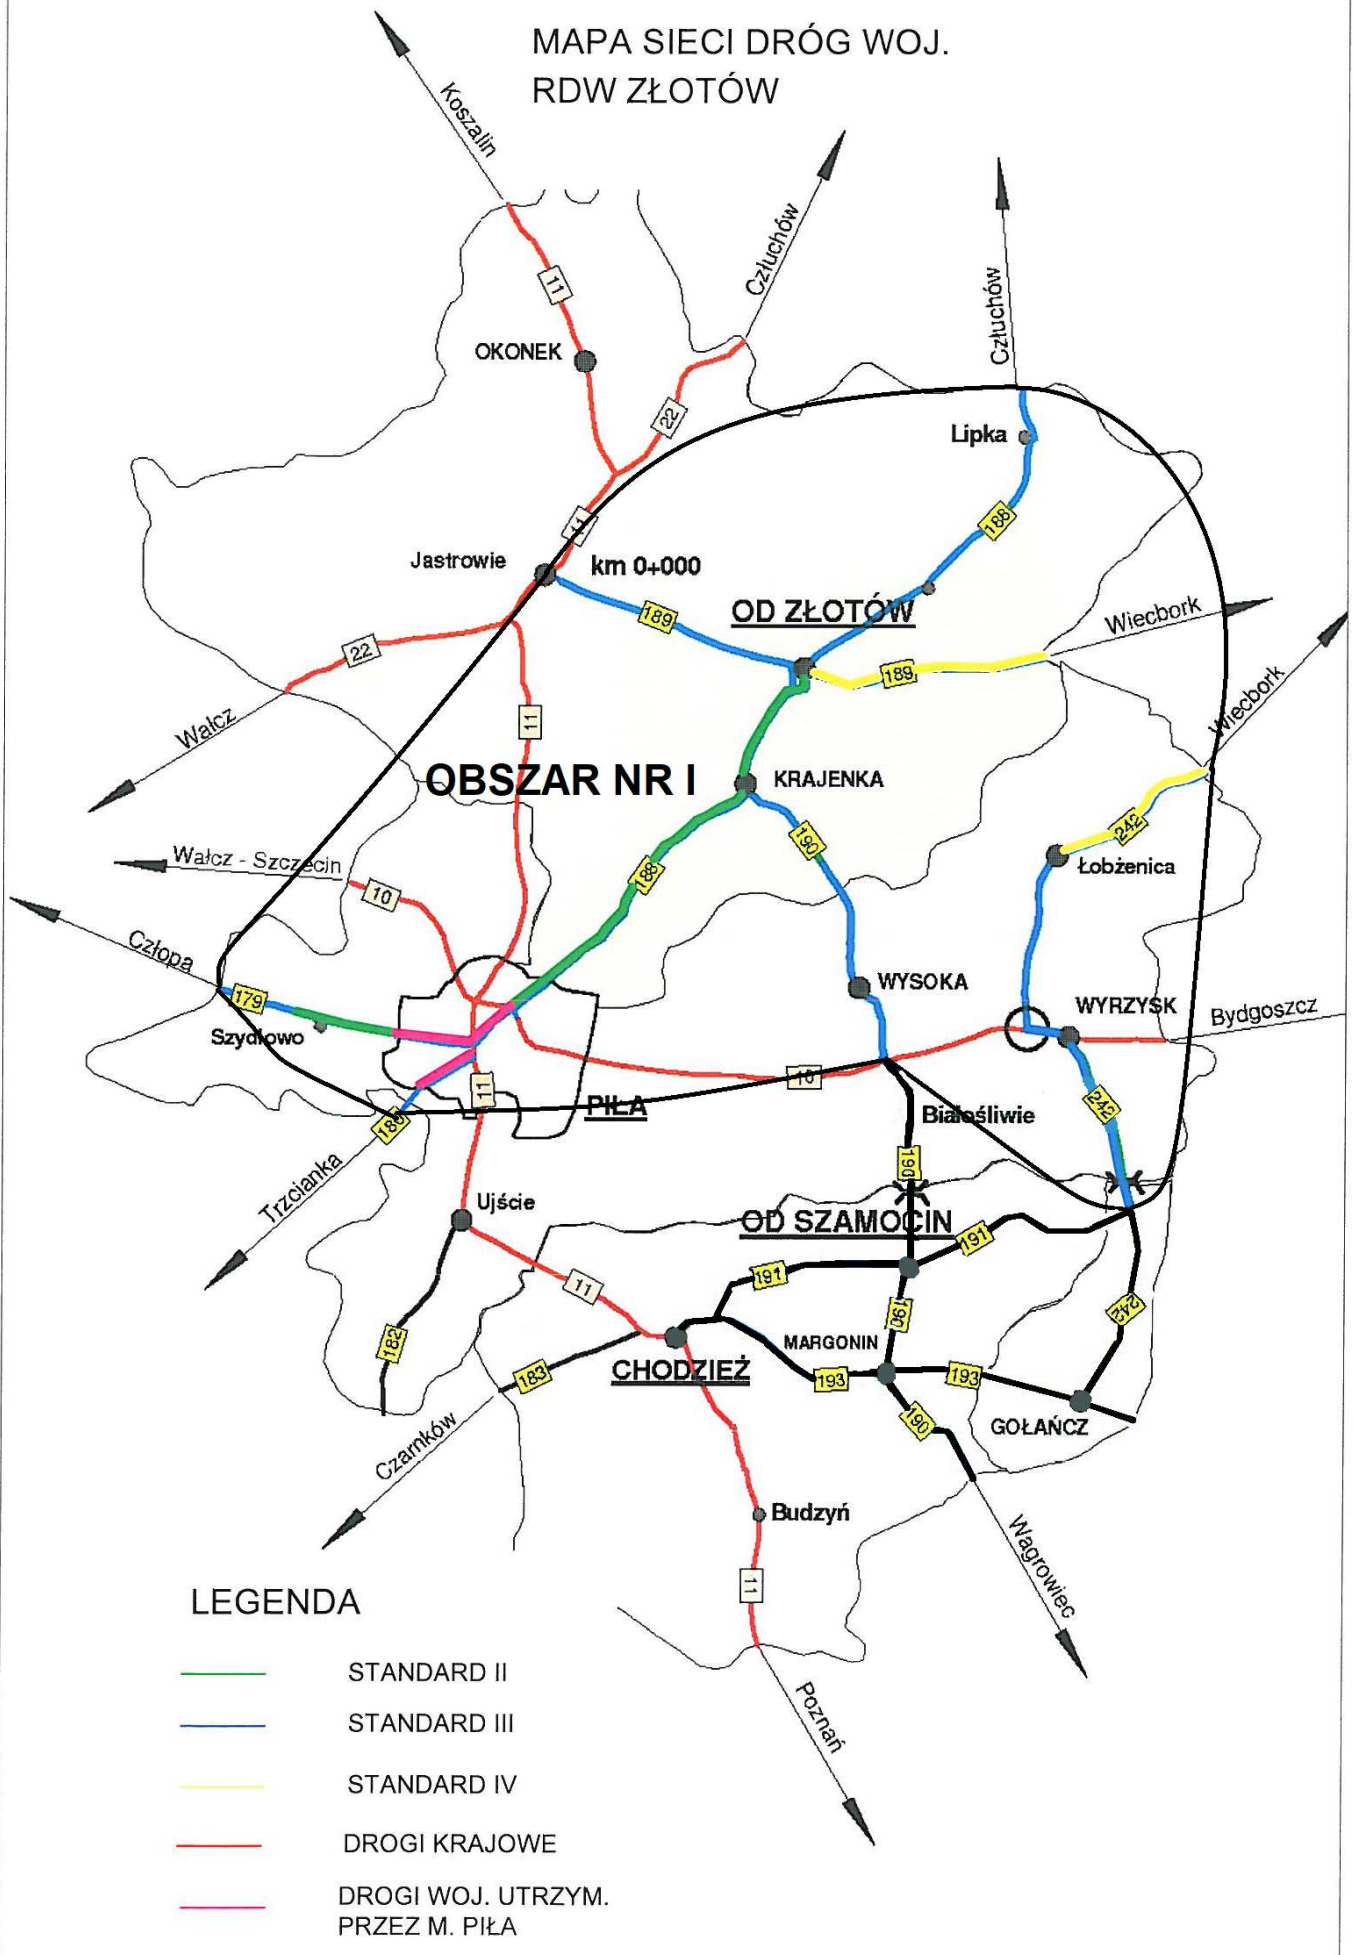 MAPA SIECI DRÓG WOJ.
RDW ZŁOTÓW
Koszalin
Człuchów
Człuchów
11
OKONEK
22
Lipka
11
188
Jastrowie
km 0+000
189
OD ZŁOTÓW
Wiecbork
22
189
Wiecbork
Wałcz
11
OBSZAR NR I
KRAJENKA
190
242
Łobżenica
Wałcz - Szczecin
10
188
Człopa
179
Szydłowo
WYSOKA
WYRZYSK
Bydgoszcz
10
11
PIŁA
180
242
Białośliwie
190
Trzcianka
Ujście
OD SZAMOCIN
191
191
11
182
190
242
MARGONIN
183
CHODZIEŻ
193
193
190
GOŁAŃCZ
Czarnków
Budzyń
11
Wagrowiec
Poznań
LEGENDA
STANDARD II
STANDARD III
STANDARD IV
DROGI KRAJOWE
DROGI WOJ. UTRZYM.
PRZEZ M. PIŁA